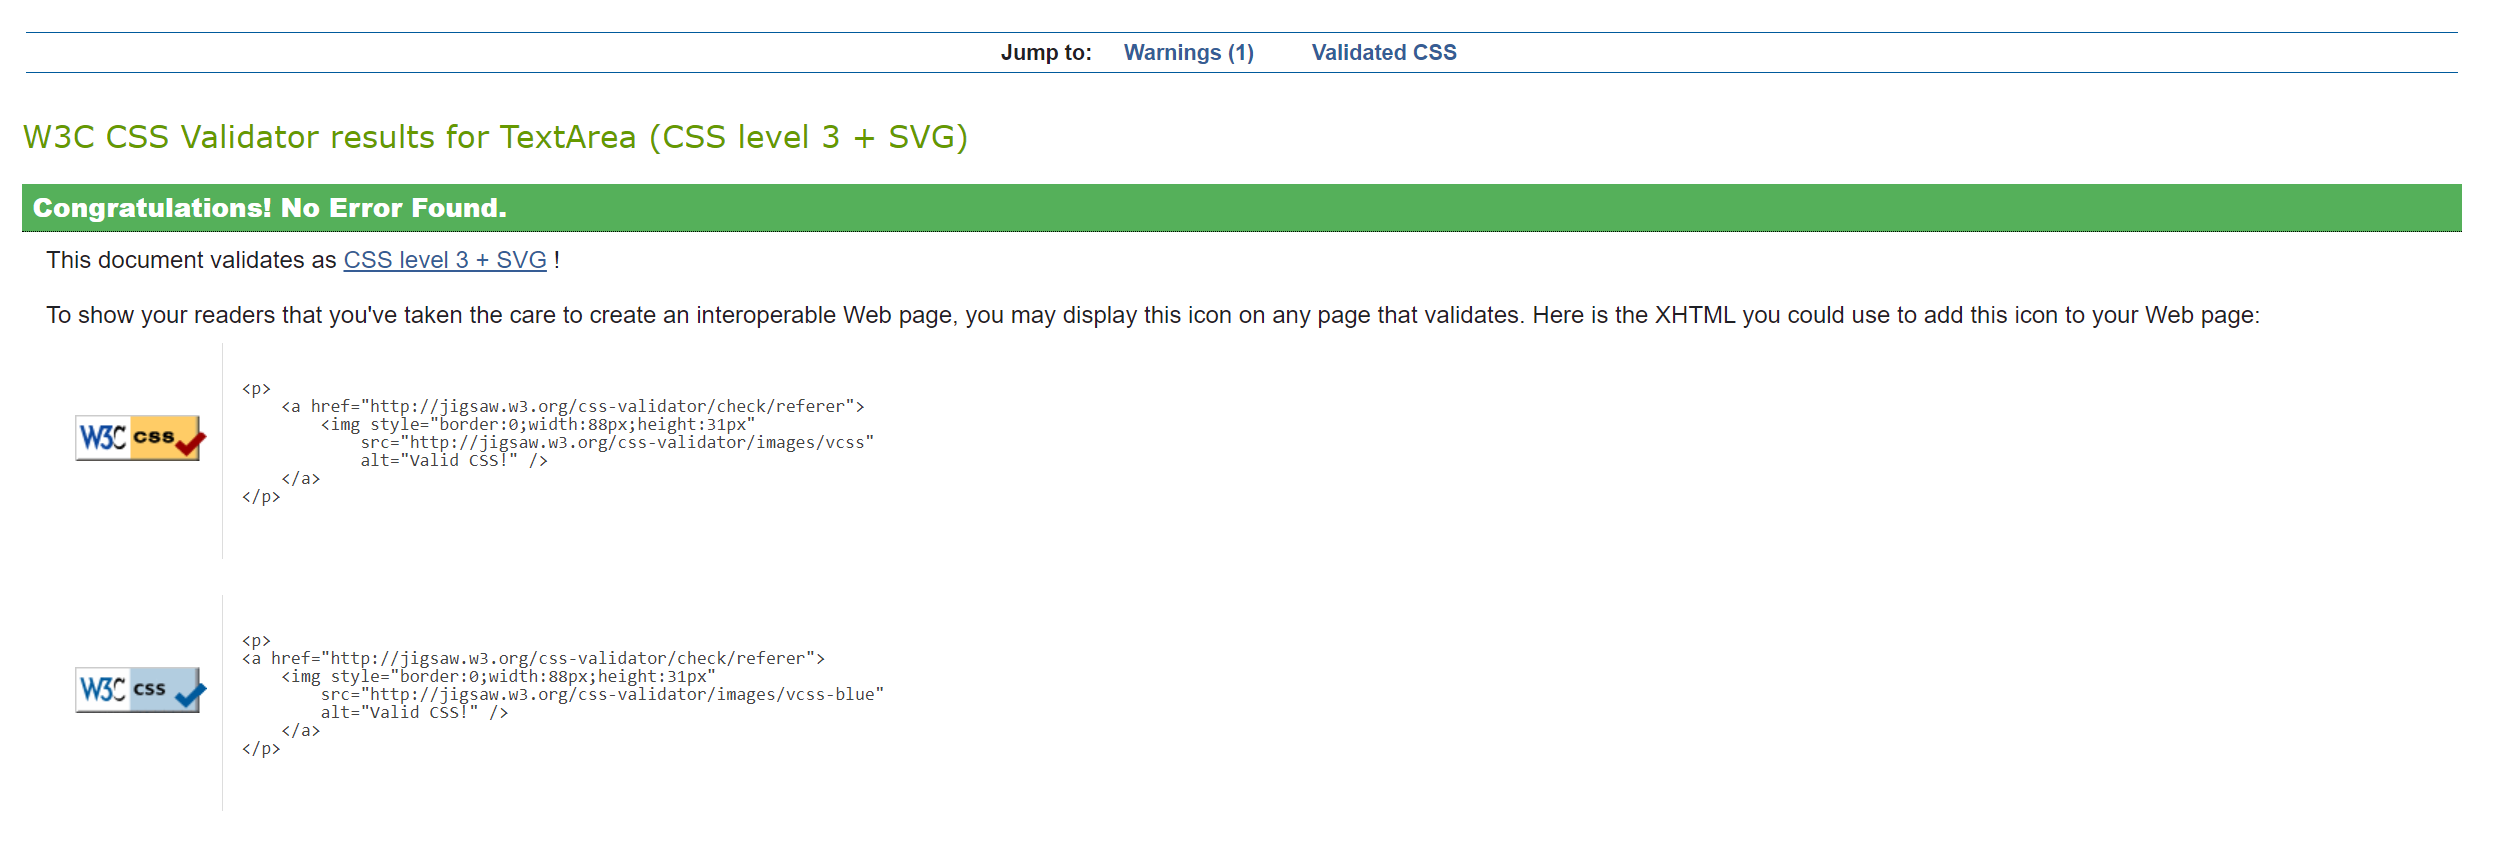 Jump to: Warnings (1) Validated CSS
W3C CSS Validator results for TextArea (CSS level 3 + SVG)
Congratulations! No Error Found.
This document validates as CSS level 3 + SVG !
To show your readers that you've taken the care to create an interoperable Web page, you may display this icon on any page that validates. Here is the XHTML you could use to add this icon to your Web page:
W3C css
<p>
<a href="http://jigsaw.w3.org/css-validator/check/referer">
<img style="border:0;width:88px;height:31px"
src="http://jigsaw.w3.org/css-validator/images/vcss"
alt="Valid CSS!" />
</a>
</p>
W3C css
<p>
<a href="http://jigsaw.w3.org/css-validator/check/referer">
<img style="border:0;width:88px;height:31px"
src="http://jigsaw.w3.org/css-validator/images/vcss-blue"
alt="Valid CSS!" />
</a>
</p>